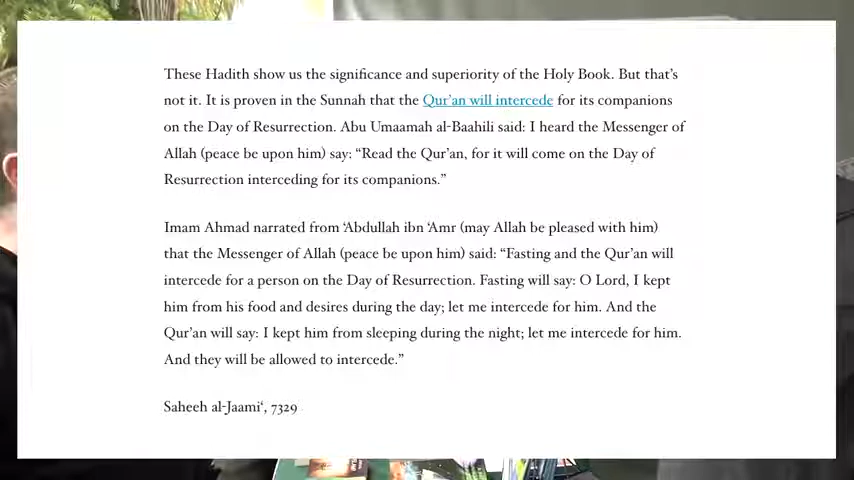 These Hadith show us the significance and superiority of the Holy Book. But that's
not it. It is proven in the Sunnah that the Qur'an will intercede for its companions
on the Day of Resurrection. Abu Umaamah al-Baahili said: I heard the Messenger of
Allah (peace be upon him) say: “Read the Qur'an, for it will come on the Day of
Resurrection interceding for its companions.”
Imam Ahmad narrated from ‘Abdullah ibn ‘Amr (may Allah be pleased with him)
that the Messenger of Allah (peace be upon him) said: “Fasting and the Qur'an will
intercede for a person on the Day of Resurrection. Fasting will say: O Lord, I kept
him from his food and desires during the day; let me intercede for him. And the
Qur'an will say: I kept him from sleeping during the night; let me intercede for him.
And they will be allowed to intercede.”
Saheeh al-Jaami‘, 7329